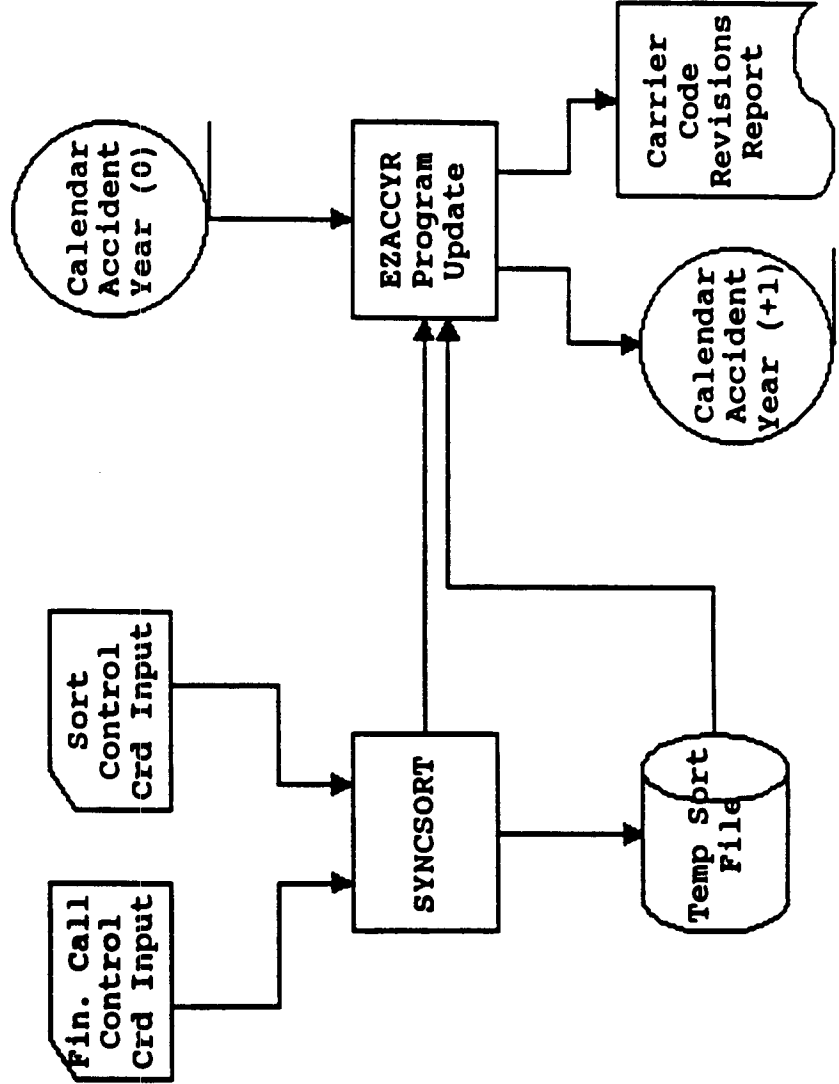 Fin. Call
Control
Crd Input
Sort
Control
Crd Input
Calendar
Accident
Year (0)
SYNCSORT
EZACCYR
Program
Update
Temp Sort
File
Calendar
Accident
Year (+1)
Carrier
Code
Revisions
Report